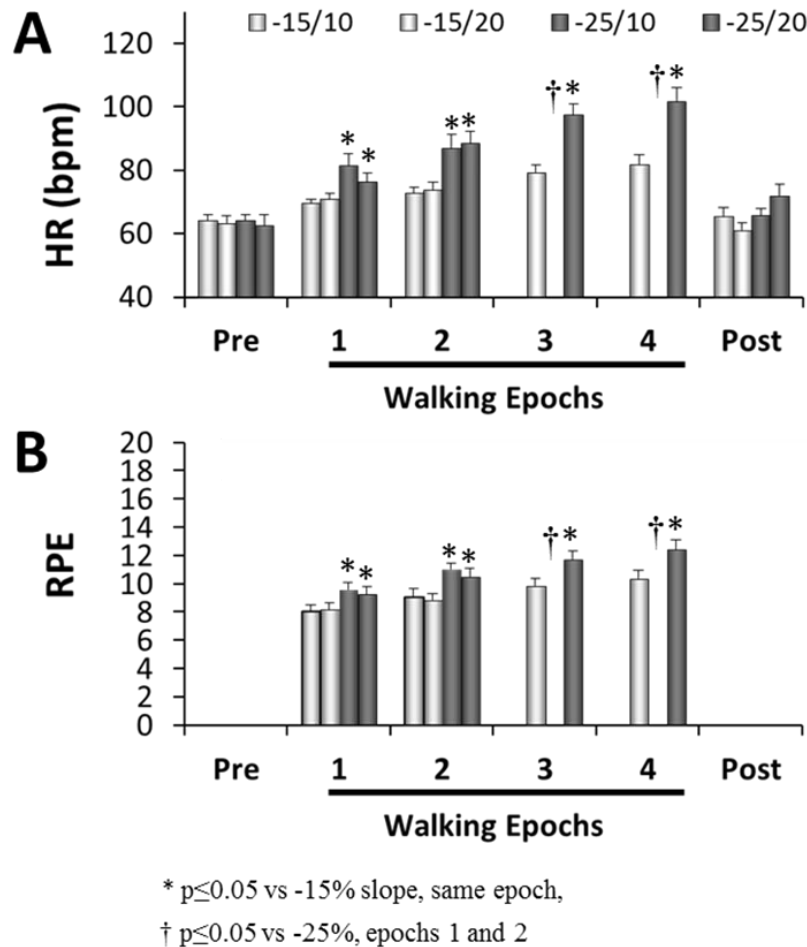 A
-15/10 -15/20 -25/10 -25/20
HR (bpm)
120
100
80
60
40
* *
* *
† *
† *
Pre 1 2 3 4 Post
Walking Epochs
B
RPE
20
18
16
14
12
10
8
6
4
2
0
* *
* *
† *
† *
Pre 1 2 3 4 Post
Walking Epochs
* p≤0.05 vs -15% slope, same epoch,
† p≤0.05 vs -25%, epochs 1 and 2